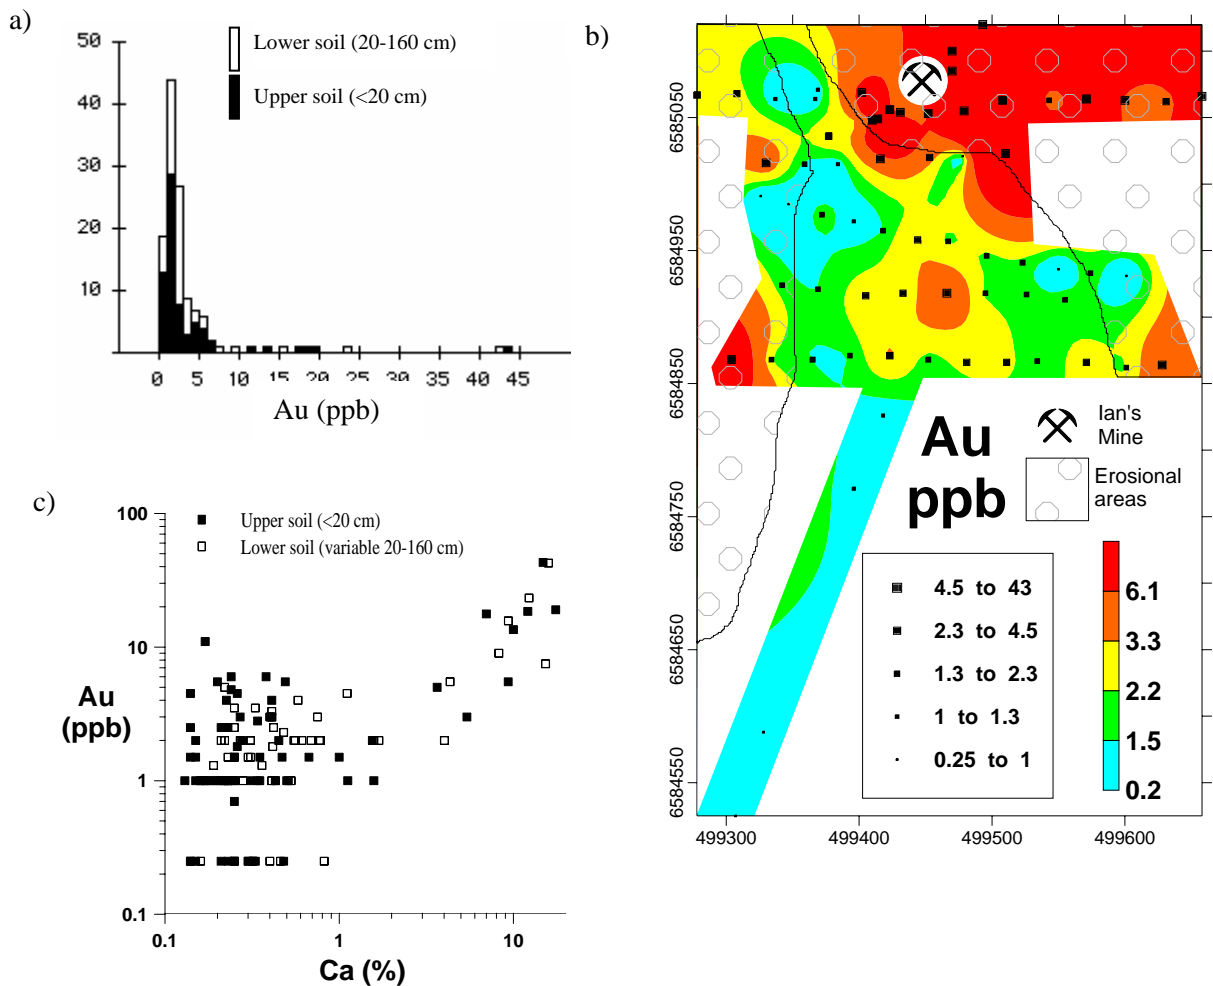 a)
50
40
30
20
10
Lower soil (20-160 cm)
Upper soil (<20 cm)
0 5 10 15 20 25 30 35 40 45
Au (ppb)
b)
6585050
6584950
6584850
6584750
6584650
6584550
499300 499400 499500 499600
Au
ppb
Ian's
Mine
Erosional
areas
4.5 to 43
2.3 to 4.5
1.3 to 2.3
1 to 1.3
0.25 to 1
6.1
3.3
2.2
1.5
0.2
c)
Upper soil (<20 cm)
Lower soil (variable 20-160 cm)
100
10
1
0.1
Au
(ppb)
0.1 1 10
Ca (%)